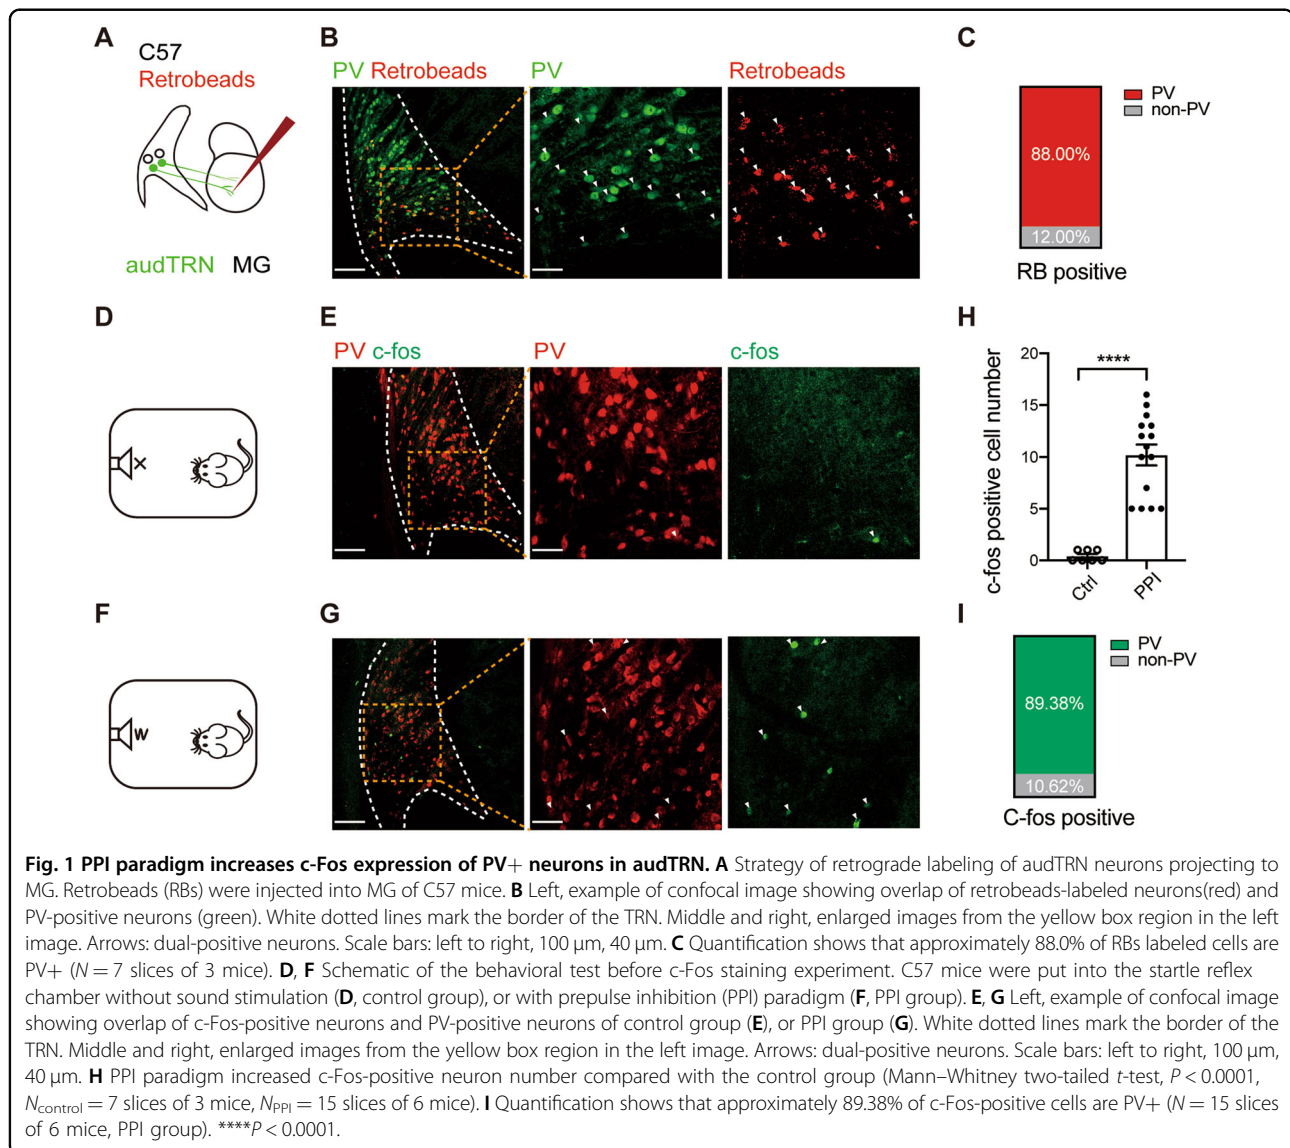 A
C57
Retrobeads
audTRN MG
B
PV Retrobeads
PV
Retrobeads
C
PV
non-PV
88.00%
12.00%
RB positive
D
E
PV c-fos
PV
c-fos
H
c-fos positive cell number
20
15
10
5
0
****
Ctrl
PPI
F
G
I
PV
non-PV
89.38%
10.62%
C-fos positive
Fig. 1 PPI paradigm increases c-Fos expression of PV+ neurons in audTRN. A Strategy of retrograde labeling of audTRN neurons projecting to
MG. Retrobeads (RBs) were injected into MG of C57 mice. B Left, example of confocal image showing overlap of retrobeads-labeled neurons(red) and
PV-positive neurons (green). White dotted lines mark the border of the TRN. Middle and right, enlarged images from the yellow box region in the left
image. Arrows: dual-positive neurons. Scale bars: left to right, 100 μm, 40 μm. C Quantification shows that approximately 88.0% of RBs labeled cells are
PV+ (N = 7 slices of 3 mice). D, F Schematic of the behavioral test before c-Fos staining experiment. C57 mice were put into the startle reflex
chamber without sound stimulation (D, control group), or with prepulse inhibition (PPI) paradigm (F, PPI group). E, G Left, example of confocal image
showing overlap of c-Fos-positive neurons and PV-positive neurons of control group (E), or PPI group (G). White dotted lines mark the border of the
TRN. Middle and right, enlarged images from the yellow box region in the left image. Arrows: dual-positive neurons. Scale bars: left to right, 100 μm,
40 μm. H PPI paradigm increased c-Fos-positive neuron number compared with the control group (Mann–Whitney two-tailed t-test, P < 0.0001,
Ncontrol = 7 slices of 3 mice, NPPI = 15 slices of 6 mice). I Quantification shows that approximately 89.38% of c-Fos-positive cells are PV+ (N = 15 slices
of 6 mice, PPI group). ****P < 0.0001.